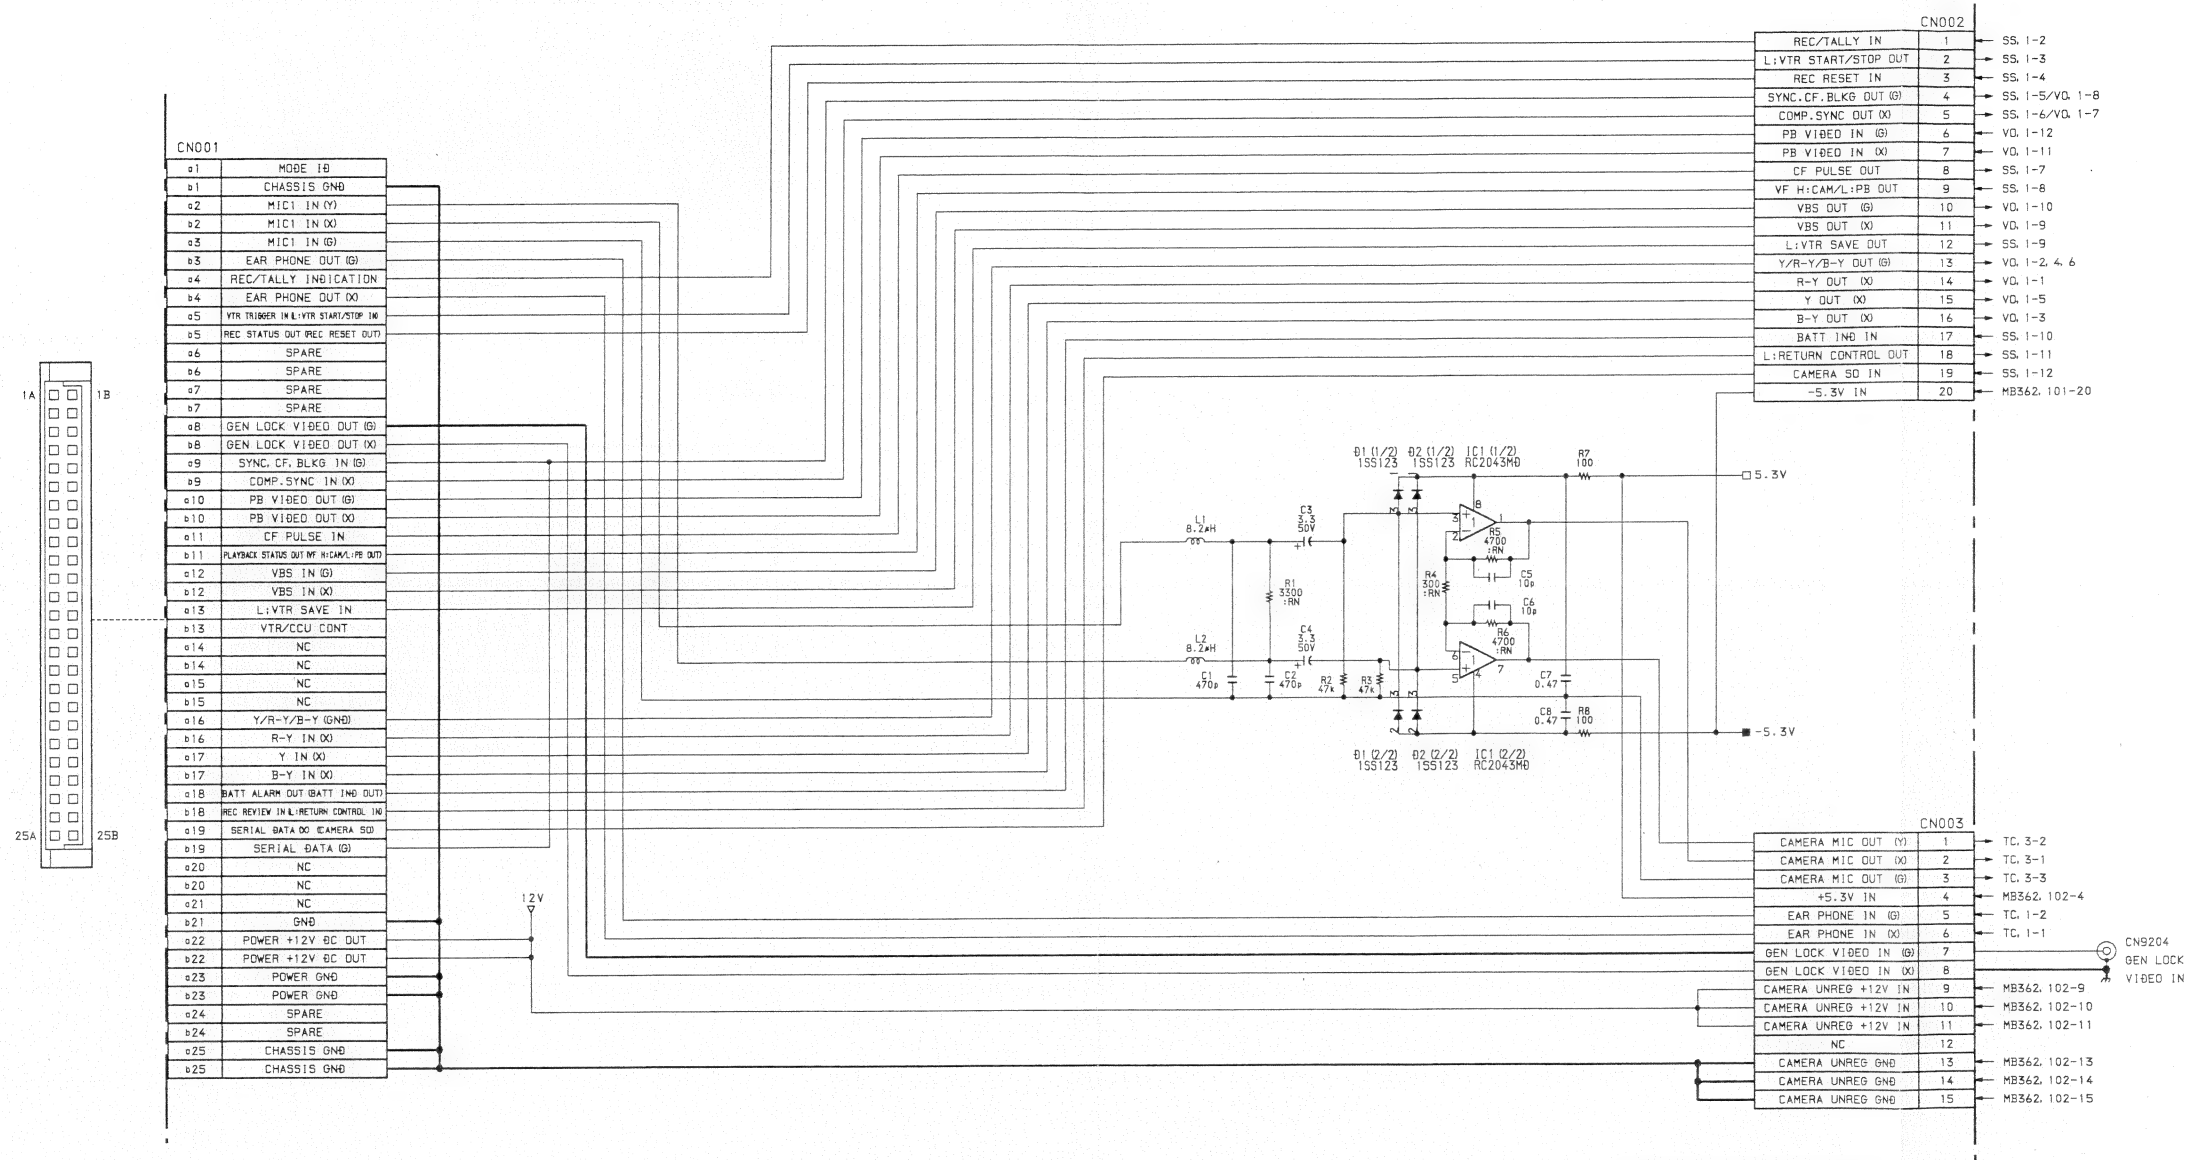 CN002
REC/TALLY IN 1 SS, 1-2
L:VTR START/STOP OUT 2 SS, 1-3
REC RESET IN 3 SS, 1-4
SYNC.CF.BLKG OUT (G) 4 SS, 1-5/VO, 1-8
COMP.SYNC OUT (X) 5 SS, 1-6/VO, 1-7
PB VIDEO IN (G) 6 VO, 1-12
PB VIDEO IN (X) 7 VO, 1-11
CF PULSE OUT 8 SS, 1-7
VF H:CAM/L:PB OUT 9 SS, 1-8
VBS OUT (G) 10 VO, 1-10
VBS OUT (X) 11 VO, 1-9
L:VTR SAVE OUT 12 SS, 1-9
Y/R-Y/B-Y OUT (G) 13 VO, 1-2, 4, 6
R-Y OUT (X) 14 VO, 1-1
Y OUT (X) 15 VO, 1-5
B-Y OUT (X) 16 VO, 1-3
BATT IND IN 17 SS, 1-10
L:RETURN CONTROL OUT 18 SS, 1-11
CAMERA SO IN 19 SS, 1-12
-5.3V IN 20 MB362, 101-20
CN001
a1 MODE ID
b1 CHASSIS GND
a2 MIC1 IN (Y)
b2 MIC1 IN (X)
a3 MIC1 IN (G)
b3 EAR PHONE OUT (G)
a4 REC/TALLY INDICATION
b4 EAR PHONE OUT (X)
a5 VTR TRIGGER IN (L:VTR START/STOP IN)
b5 REC STATUS OUT (REC RESET OUT)
a6 SPARE
b6 SPARE
a7 SPARE
b7 SPARE
a8 GEN LOCK VIDEO OUT (G)
b8 GEN LOCK VIDEO OUT (X)
a9 SYNC, CF, BLKG IN (G)
b9 COMP.SYNC IN (X)
a10 PB VIDEO OUT (G)
b10 PB VIDEO OUT (X)
a11 CF PULSE IN
b11 PLAYBACK STATUS OUT (VF H:CAM/L:PB OUT)
a12 VBS IN (G)
b12 VBS IN (X)
a13 L:VTR SAVE IN
b13 VTR/CCU CONT
a14 NC
b14 NC
a15 NC
b15 NC
a16 Y/R-Y/B-Y (GND)
b16 R-Y IN (X)
a17 Y IN (X)
b17 B-Y IN (X)
a18 BATT ALARM OUT (BATT IND OUT)
b18 REC REVIEW IN (L:RETURN CONTROL IN)
a19 SERIAL DATA (X) (CAMERA SO)
b19 SERIAL DATA (G)
a20 NC
b20 NC
a21 NC
b21 GND
a22 POWER +12V DC OUT
b22 POWER +12V DC OUT
a23 POWER GND
b23 POWER GND
a24 SPARE
b24 SPARE
a25 CHASSIS GND
b25 CHASSIS GND
1A 1B
25A 25B
12V
D1 (1/2) D2 (1/2) IC1 (1/2)
1SS123 1SS123 RC2043MD
R7
100
5.3V
L1
8.2μH
C3
3.3
50V
+
3 3
3 + 8
1 1
2 -
R5
4700
:RN
C5
10p
R1
3300
:RN
R4
300
:RN
C6
10p
R6
4700
:RN
L2
8.2μH
C4
3.3
50V
+
6 - 1
5 + 4 7
C1
470p
C2
470p
R2
47k
R3
47k
3 3
C7
0.47
C8
0.47
R8
100
2 2
-5.3V
D1 (2/2) D2 (2/2) IC1 (2/2)
1SS123 1SS123 RC2043MD
CN003
CAMERA MIC OUT (Y) 1 TC, 3-2
CAMERA MIC OUT (X) 2 TC, 3-1
CAMERA MIC OUT (G) 3 TC, 3-3
+5.3V IN 4 MB362, 102-4
EAR PHONE IN (G) 5 TC, 1-2
EAR PHONE IN (X) 6 TC, 1-1
GEN LOCK VIDEO IN (G) 7
GEN LOCK VIDEO IN (X) 8
CN9204
GEN LOCK
VIDEO IN
CAMERA UNREG +12V IN 9 MB362, 102-9
CAMERA UNREG +12V IN 10 MB362, 102-10
CAMERA UNREG +12V IN 11 MB362, 102-11
NC 12
CAMERA UNREG GND 13 MB362, 102-13
CAMERA UNREG GND 14 MB362, 102-14
CAMERA UNREG GND 15 MB362, 102-15